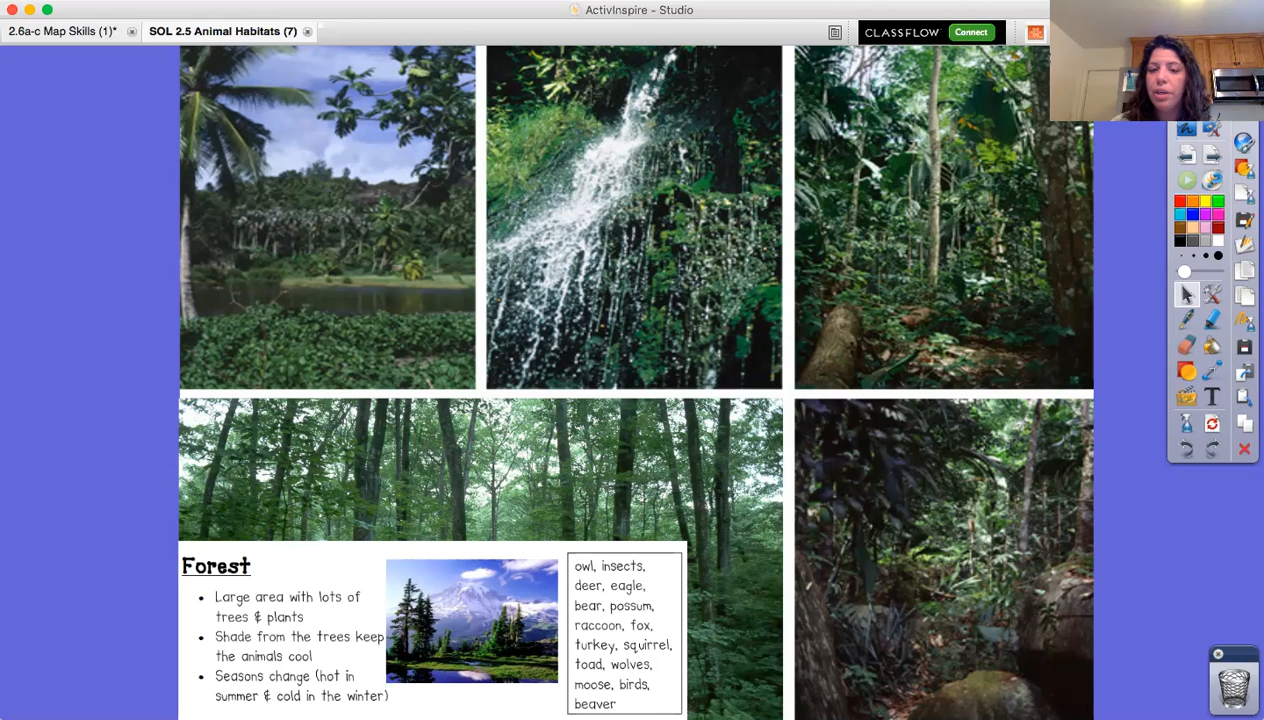 ActivInspire - Studio
2.6a-c Map Skills (1)*
SOL 2.5 Animal Habitats (7)
CLASSFLOW
Connect
Forest
• Large area with lots of
trees & plants
• Shade from the trees keep
the animals cool
• Seasons change (hot in
summer & cold in the winter)
owl, insects,
deer, eagle,
bear, possum,
raccoon, fox,
turkey, squirrel,
toad, wolves,
moose, birds,
beaver
T